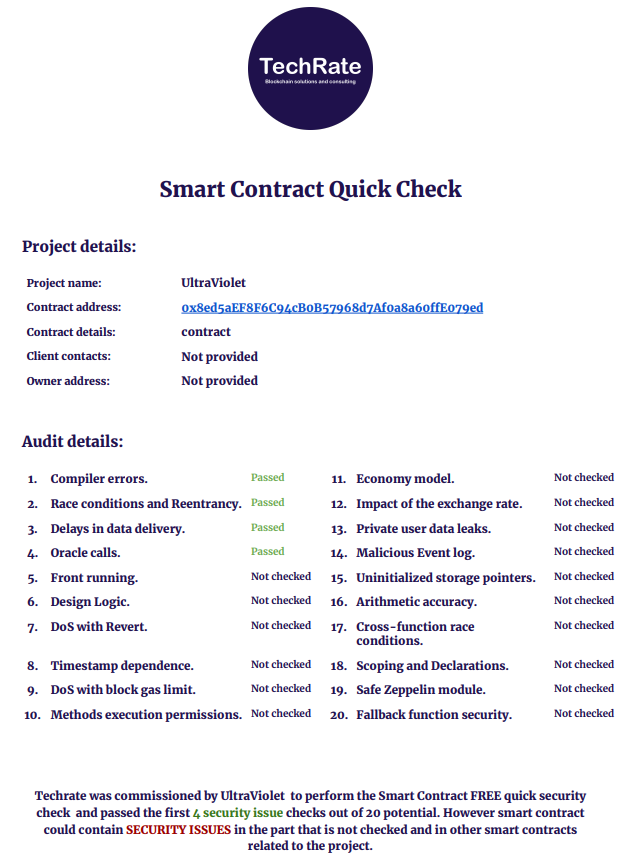 TechRate
Blockchain solutions and consulting
Smart Contract Quick Check
Project details:
Project name: UltraViolet
Contract address: 0x8ed5aEF8F6C94cB0B57968d7Af0a8a60ffE079ed
Contract details: contract
Client contacts: Not provided
Owner address: Not provided
Audit details:
1. Compiler errors. Passed
2. Race conditions and Reentrancy. Passed
3. Delays in data delivery. Passed
4. Oracle calls. Passed
5. Front running. Not checked
6. Design Logic. Not checked
7. DoS with Revert. Not checked
8. Timestamp dependence. Not checked
9. DoS with block gas limit. Not checked
10. Methods execution permissions. Not checked
11. Economy model. Not checked
12. Impact of the exchange rate. Not checked
13. Private user data leaks. Not checked
14. Malicious Event log. Not checked
15. Uninitialized storage pointers. Not checked
16. Arithmetic accuracy. Not checked
17. Cross-function race Not checked
conditions.
18. Scoping and Declarations. Not checked
19. Safe Zeppelin module. Not checked
20. Fallback function security. Not checked
Techrate was commissioned by UltraViolet to perform the Smart Contract FREE quick security
check and passed the first 4 security issue checks out of 20 potential. However smart contract
could contain SECURITY ISSUES in the part that is not checked and in other smart contracts
related to the project.